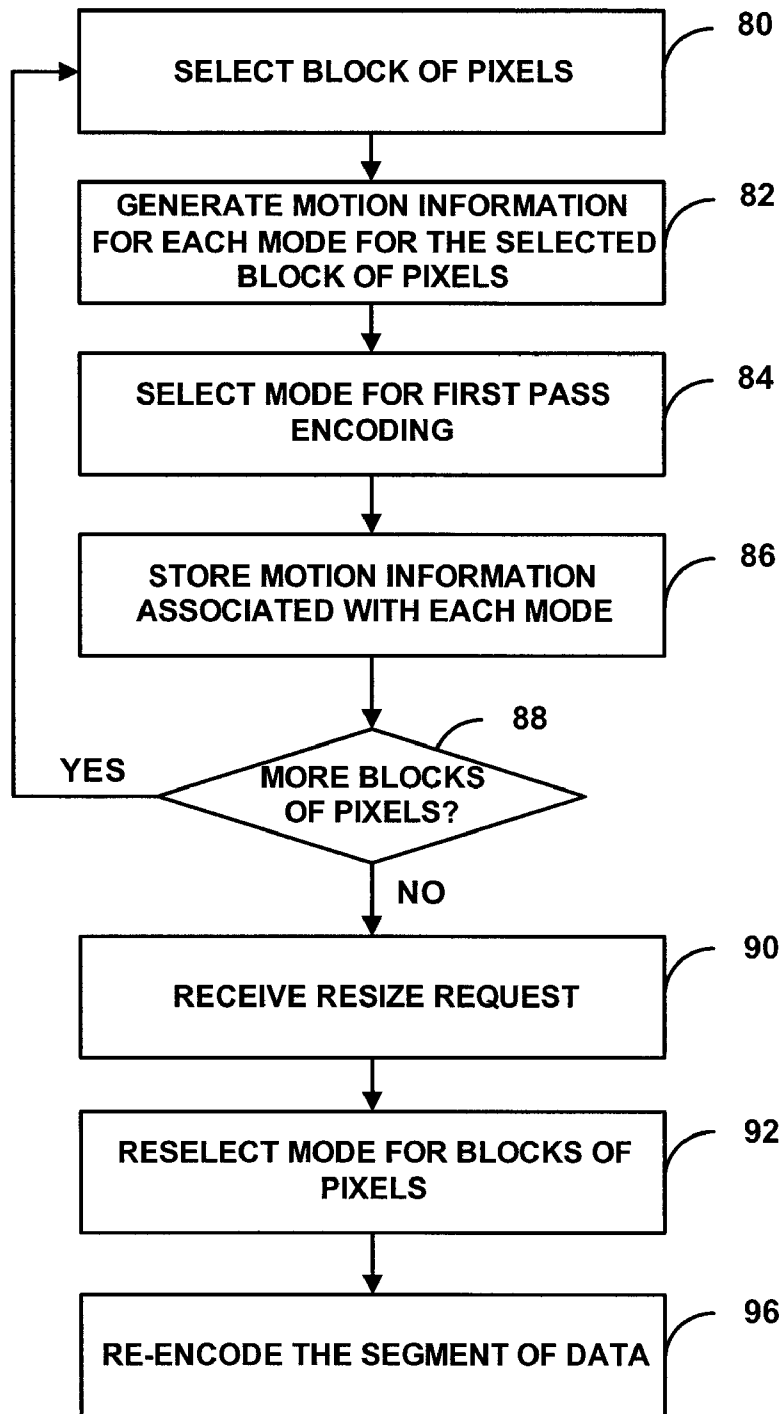 80
SELECT BLOCK OF PIXELS
82
GENERATE MOTION INFORMATION
FOR EACH MODE FOR THE SELECTED
BLOCK OF PIXELS
84
SELECT MODE FOR FIRST PASS
ENCODING
86
STORE MOTION INFORMATION
ASSOCIATED WITH EACH MODE
88
YES
MORE BLOCKS
OF PIXELS?
NO
90
RECEIVE RESIZE REQUEST
92
RESELECT MODE FOR BLOCKS OF
PIXELS
96
RE-ENCODE THE SEGMENT OF DATA